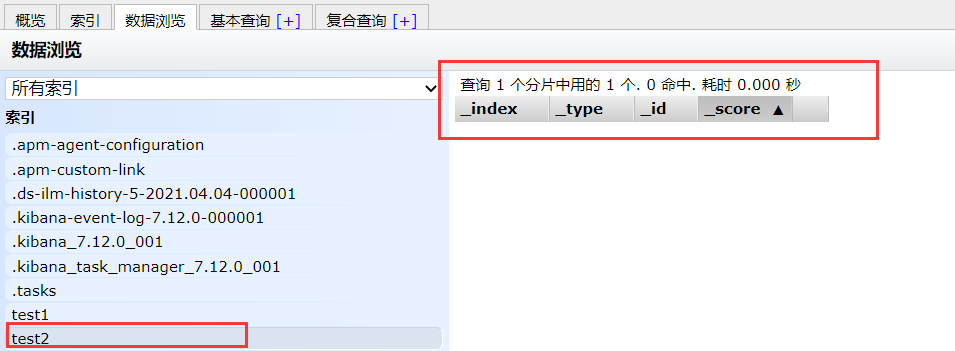 概览 索引 数据浏览 基本查询 [+] 复合查询 [+]
数据浏览
所有索引
索引
.apm-agent-configuration
.apm-custom-link
.ds-ilm-history-5-2021.04.04-000001
.kibana-event-log-7.12.0-000001
.kibana_7.12.0_001
.kibana_task_manager_7.12.0_001
.tasks
test1
test2
查询 1 个分片中用的 1 个. 0 命中. 耗时 0.000 秒
_index _type _id _score ▲